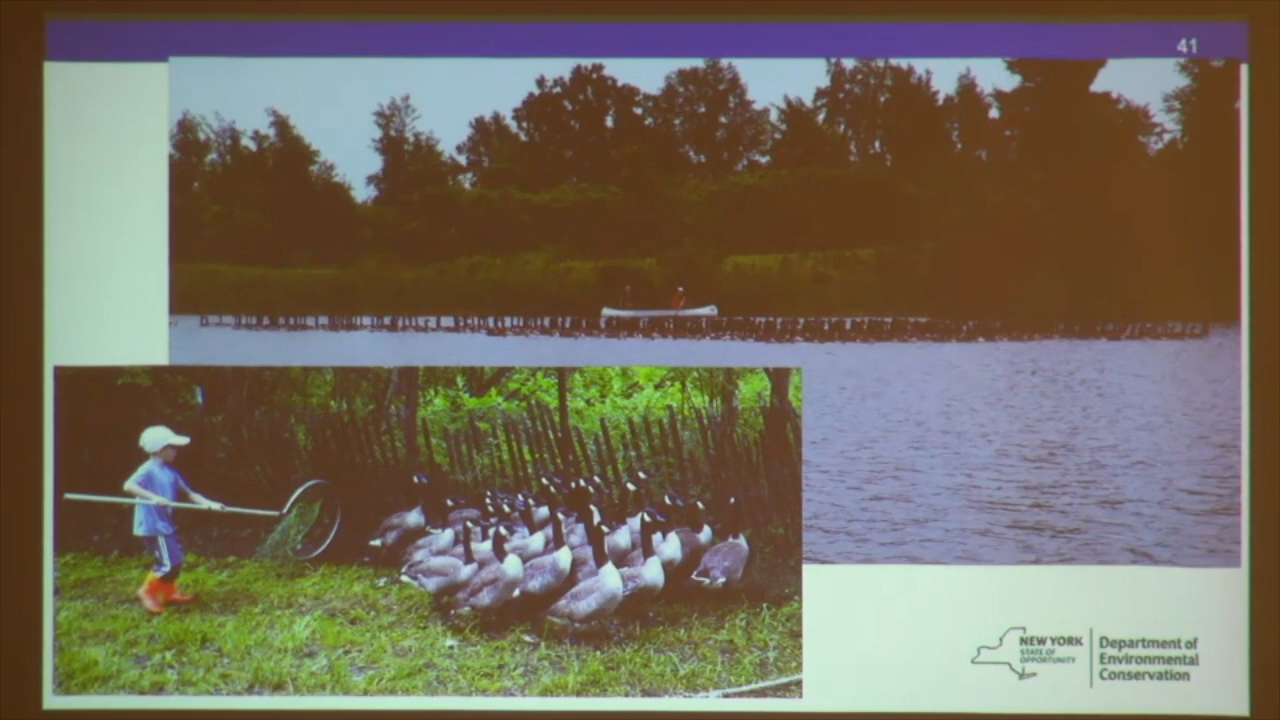 41
NEW YORK
STATE OF
OPPORTUNITY
Department of
Environmental
Conservation